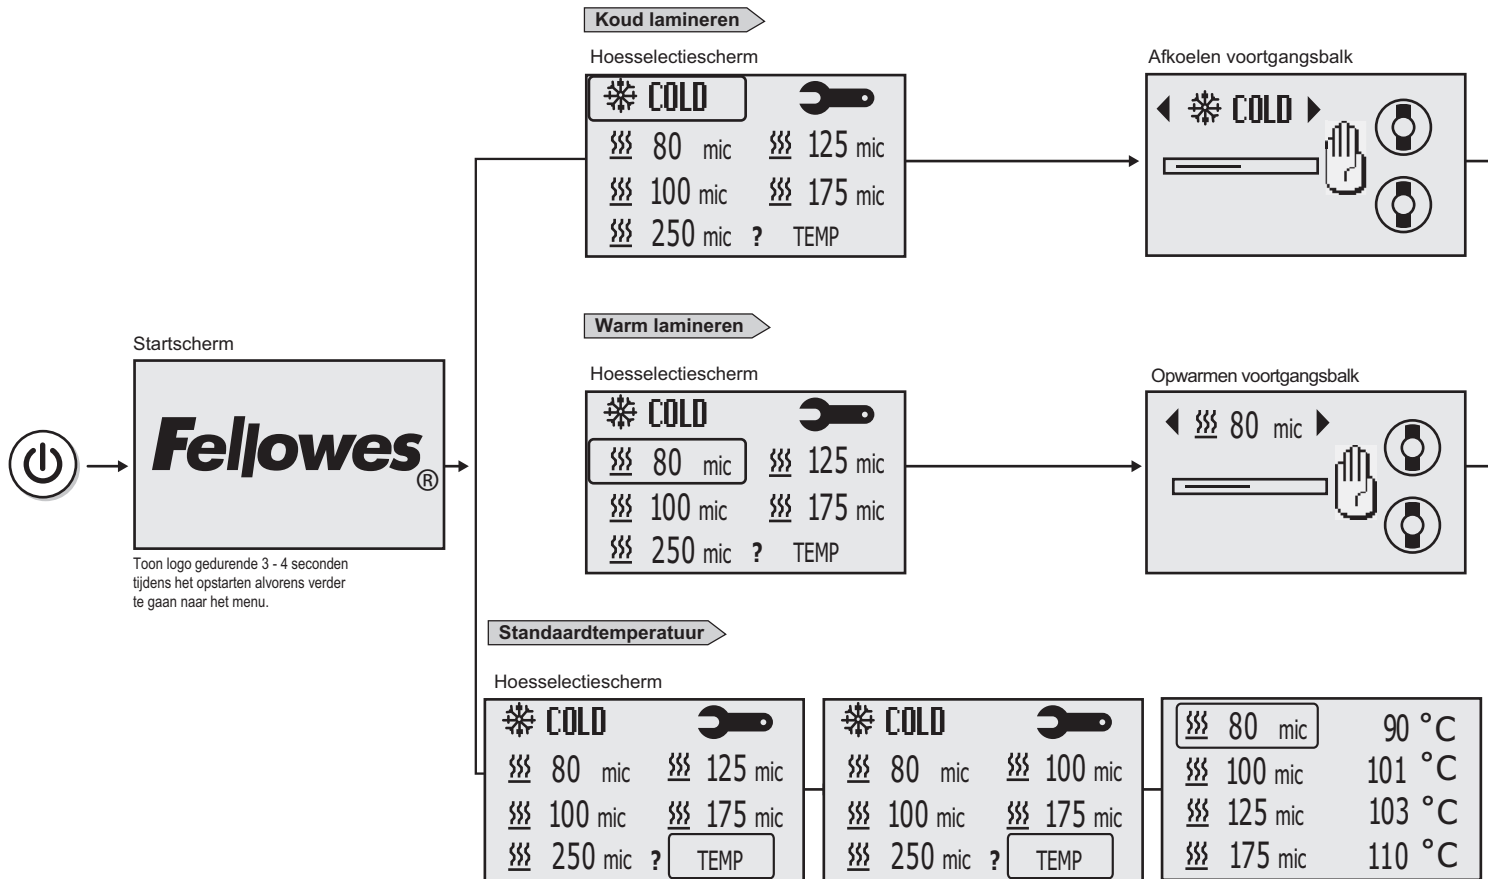 Koud lamineren
Hoesselectiescherm
COLD
80 mic 125 mic
100 mic 175 mic
250 mic ? TEMP
Afkoelen voortgangsbalk
COLD
Warm lamineren
Hoesselectiescherm
COLD
80 mic 125 mic
100 mic 175 mic
250 mic ? TEMP
Opwarmen voortgangsbalk
80 mic
Startscherm
Fellowes®
Toon logo gedurende 3 - 4 seconden
tijdens het opstarten alvorens verder
te gaan naar het menu.
Standaardtemperatuur
Hoesselectiescherm
COLD
80 mic 125 mic
100 mic 175 mic
250 mic ? TEMP
COLD
80 mic 100 mic
100 mic 175 mic
250 mic ? TEMP
80 mic 90 °C
100 mic 101 °C
125 mic 103 °C
175 mic 110 °C